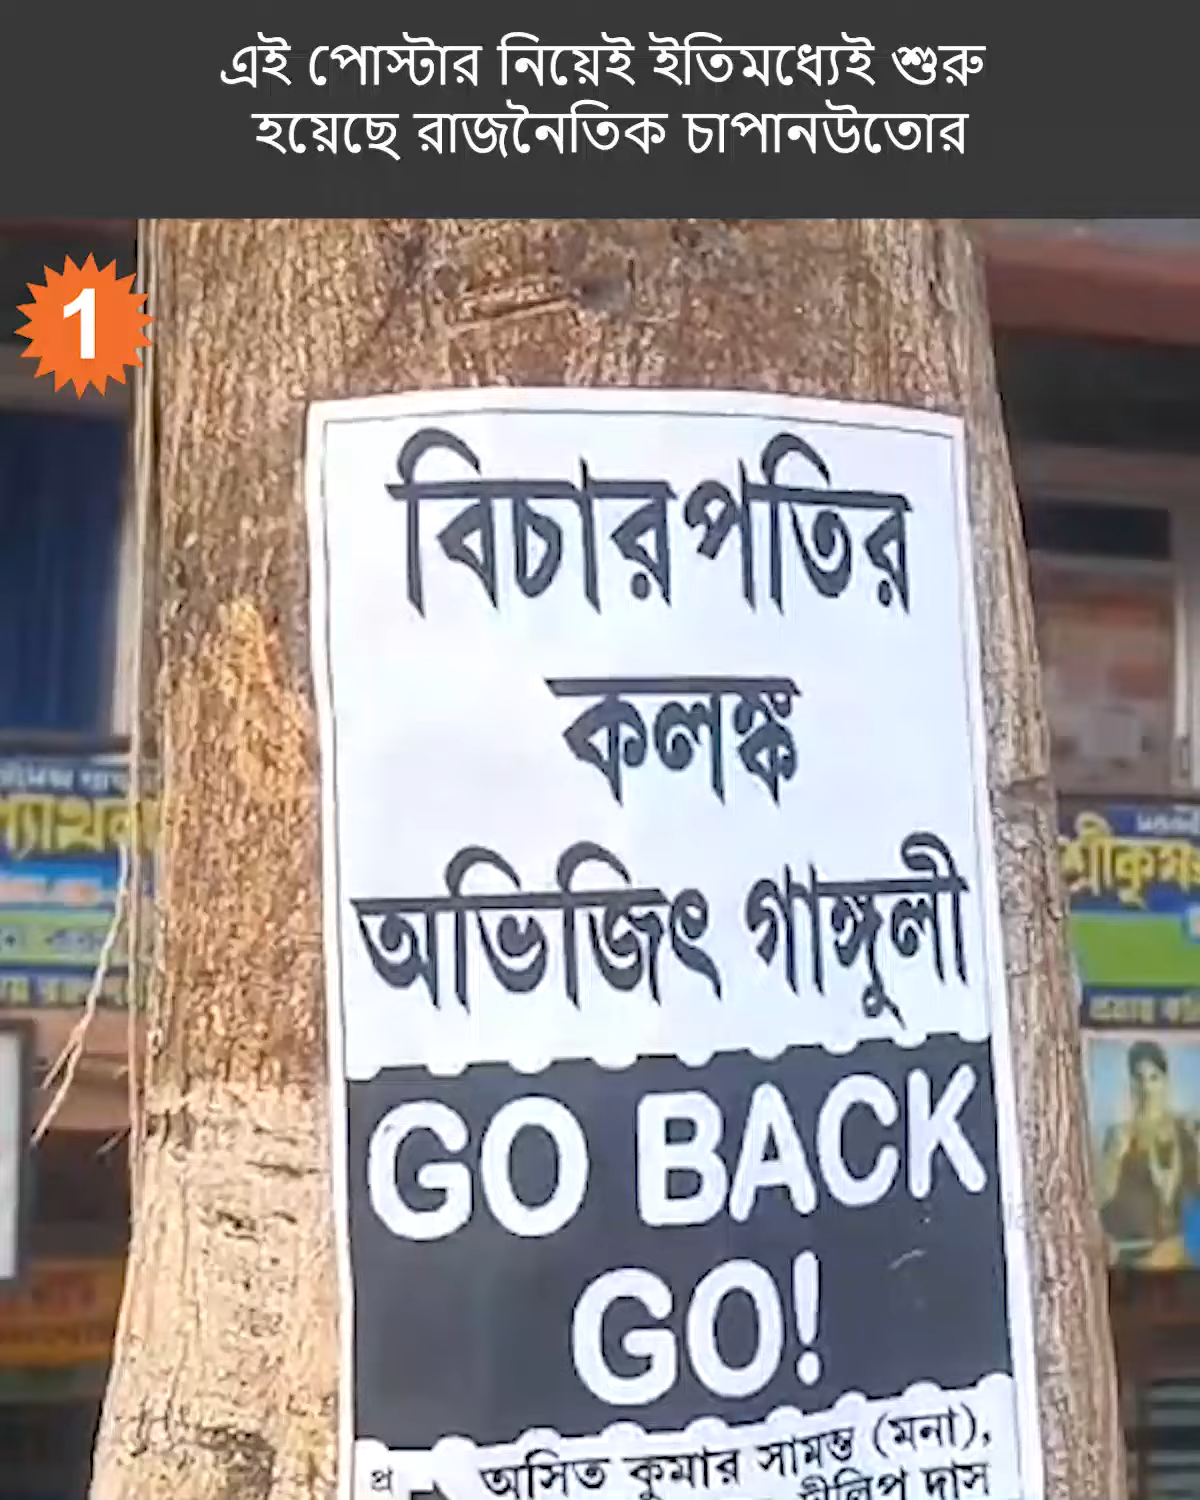 এই পোস্টার নিয়েই ইতিমধ্যেই শুরু
হয়েছে রাজনৈতিক চাপানউতোর
1
বিচারপতির
কলঙ্ক
অভিজিৎ গাঙ্গুলী
GO BACK
GO!
অসিত কুমার সামন্ত (মনা),
দীলিপ দাস